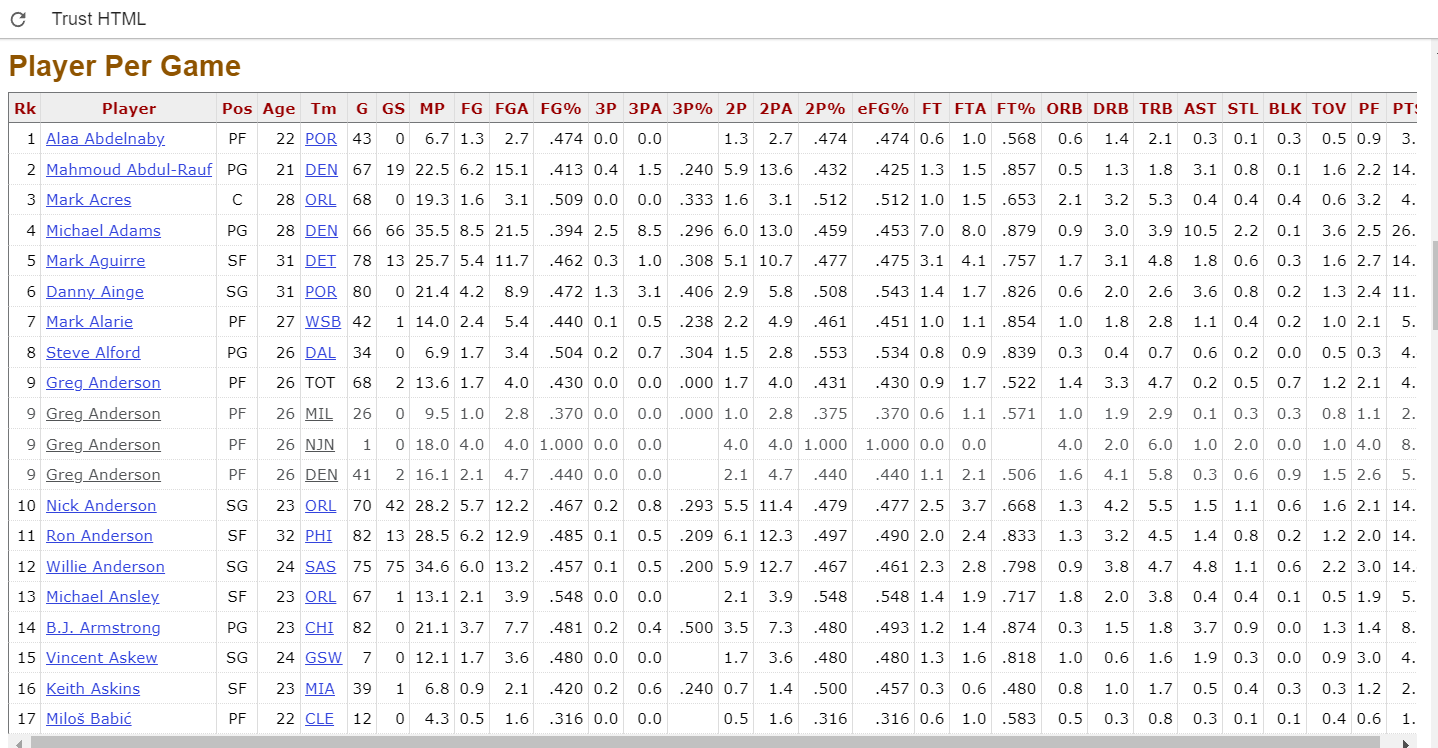 Trust HTML
Player Per Game
Rk Player Pos Age Tm G GS MP FG FGA FG% 3P 3PA 3P% 2P 2PA 2P% eFG% FT FTA FT% ORB DRB TRB AST STL BLK TOV PF PTS
1 Alaa Abdelnaby PF 22 POR 43 0 6.7 1.3 2.7 .474 0.0 0.0 1.3 2.7 .474 .474 0.6 1.0 .568 0.6 1.4 2.1 0.3 0.1 0.3 0.5 0.9 3.
2 Mahmoud Abdul-Rauf PG 21 DEN 67 19 22.5 6.2 15.1 .413 0.4 1.5 .240 5.9 13.6 .432 .425 1.3 1.5 .857 0.5 1.3 1.8 3.1 0.8 0.1 1.6 2.2 14.
3 Mark Acres C 28 ORL 68 0 19.3 1.6 3.1 .509 0.0 0.0 .333 1.6 3.1 .512 .512 1.0 1.5 .653 2.1 3.2 5.3 0.4 0.4 0.4 0.6 3.2 4.
4 Michael Adams PG 28 DEN 66 66 35.5 8.5 21.5 .394 2.5 8.5 .296 6.0 13.0 .459 .453 7.0 8.0 .879 0.9 3.0 3.9 10.5 2.2 0.1 3.6 2.5 26.
5 Mark Aguirre SF 31 DET 78 13 25.7 5.4 11.7 .462 0.3 1.0 .308 5.1 10.7 .477 .475 3.1 4.1 .757 1.7 3.1 4.8 1.8 0.6 0.3 1.6 2.7 14.
6 Danny Ainge SG 31 POR 80 0 21.4 4.2 8.9 .472 1.3 3.1 .406 2.9 5.8 .508 .543 1.4 1.7 .826 0.6 2.0 2.6 3.6 0.8 0.2 1.3 2.4 11.
7 Mark Alarie PF 27 WSB 42 1 14.0 2.4 5.4 .440 0.1 0.5 .238 2.2 4.9 .461 .451 1.0 1.1 .854 1.0 1.8 2.8 1.1 0.4 0.2 1.0 2.1 5.
8 Steve Alford PG 26 DAL 34 0 6.9 1.7 3.4 .504 0.2 0.7 .304 1.5 2.8 .553 .534 0.8 0.9 .839 0.3 0.4 0.7 0.6 0.2 0.0 0.5 0.3 4.
9 Greg Anderson PF 26 TOT 68 2 13.6 1.7 4.0 .430 0.0 0.0 .000 1.7 4.0 .431 .430 0.9 1.7 .522 1.4 3.3 4.7 0.2 0.5 0.7 1.2 2.1 4.
9 Greg Anderson PF 26 MIL 26 0 9.5 1.0 2.8 .370 0.0 0.0 .000 1.0 2.8 .375 .370 0.6 1.1 .571 1.0 1.9 2.9 0.1 0.3 0.3 0.8 1.1 2.
9 Greg Anderson PF 26 NJN 1 0 18.0 4.0 4.0 1.000 0.0 0.0 4.0 4.0 1.000 1.000 0.0 0.0 4.0 2.0 6.0 1.0 2.0 0.0 1.0 4.0 8.
9 Greg Anderson PF 26 DEN 41 2 16.1 2.1 4.7 .440 0.0 0.0 2.1 4.7 .440 .440 1.1 2.1 .506 1.6 4.1 5.8 0.3 0.6 0.9 1.5 2.6 5.
10 Nick Anderson SG 23 ORL 70 42 28.2 5.7 12.2 .467 0.2 0.8 .293 5.5 11.4 .479 .477 2.5 3.7 .668 1.3 4.2 5.5 1.5 1.1 0.6 1.6 2.1 14.
11 Ron Anderson SF 32 PHI 82 13 28.5 6.2 12.9 .485 0.1 0.5 .209 6.1 12.3 .497 .490 2.0 2.4 .833 1.3 3.2 4.5 1.4 0.8 0.2 1.2 2.0 14.
12 Willie Anderson SG 24 SAS 75 75 34.6 6.0 13.2 .457 0.1 0.5 .200 5.9 12.7 .467 .461 2.3 2.8 .798 0.9 3.8 4.7 4.8 1.1 0.6 2.2 3.0 14.
13 Michael Ansley SF 23 ORL 67 1 13.1 2.1 3.9 .548 0.0 0.0 2.1 3.9 .548 .548 1.4 1.9 .717 1.8 2.0 3.8 0.4 0.4 0.1 0.5 1.9 5.
14 B.J. Armstrong PG 23 CHI 82 0 21.1 3.7 7.7 .481 0.2 0.4 .500 3.5 7.3 .480 .493 1.2 1.4 .874 0.3 1.5 1.8 3.7 0.9 0.0 1.3 1.4 8.
15 Vincent Askew SG 24 GSW 7 0 12.1 1.7 3.6 .480 0.0 0.0 1.7 3.6 .480 .480 1.3 1.6 .818 1.0 0.6 1.6 1.9 0.3 0.0 0.9 3.0 4.
16 Keith Askins SF 23 MIA 39 1 6.8 0.9 2.1 .420 0.2 0.6 .240 0.7 1.4 .500 .457 0.3 0.6 .480 0.8 1.0 1.7 0.5 0.4 0.3 0.3 1.2 2.
17 Miloš Babić PF 22 CLE 12 0 4.3 0.5 1.6 .316 0.0 0.0 0.5 1.6 .316 .316 0.6 1.0 .583 0.5 0.3 0.8 0.3 0.1 0.1 0.4 0.6 1.